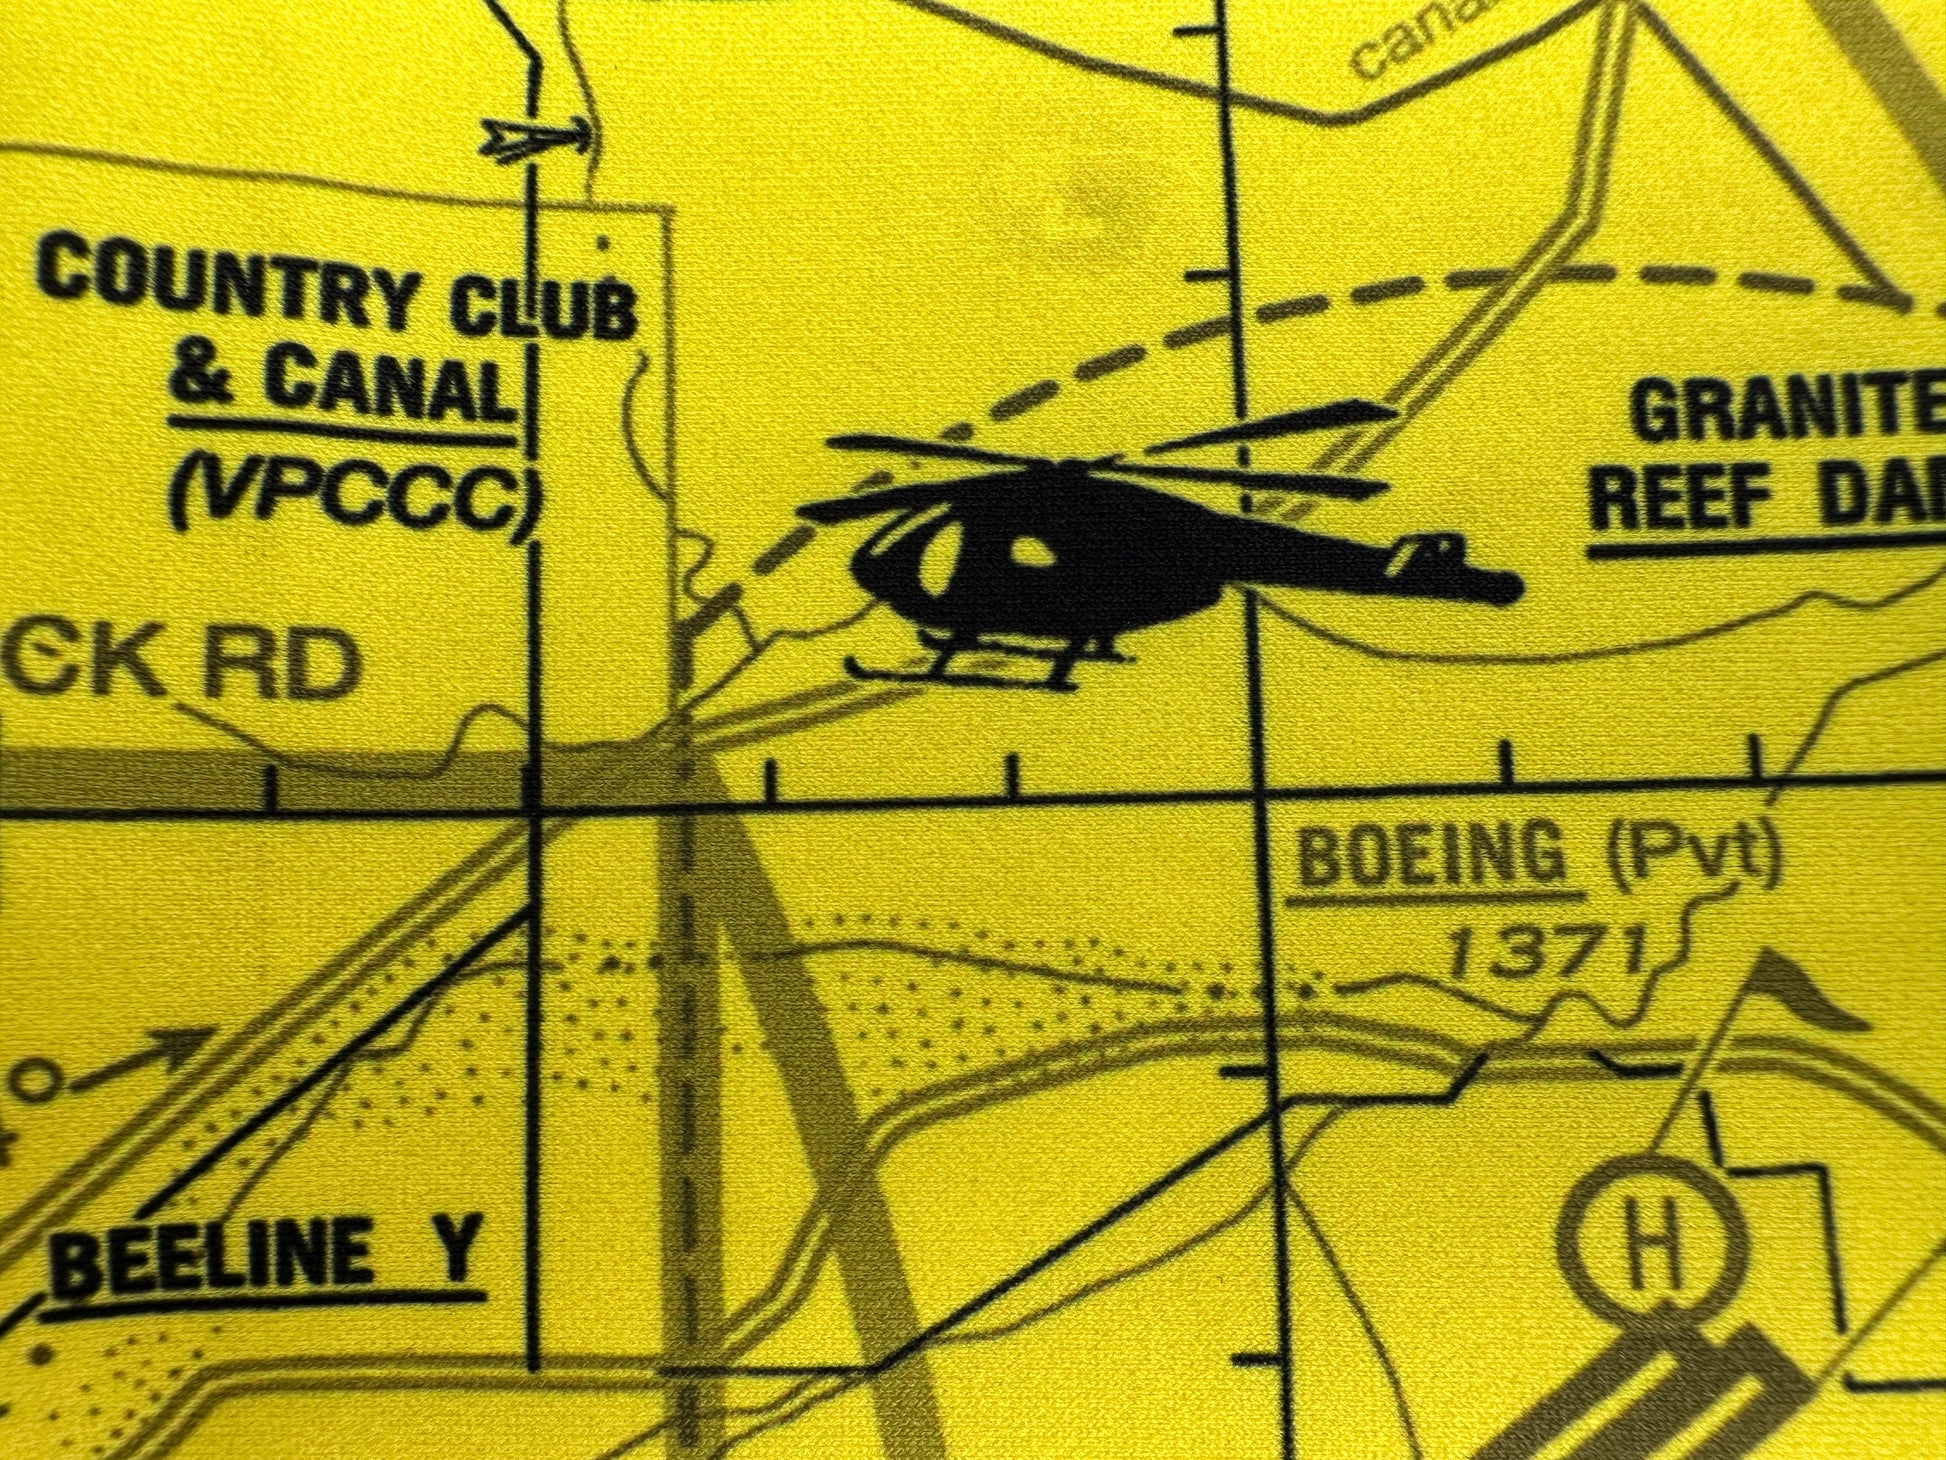 canal
COUNTRY CLUB
& CANAL
(VPCCC)
GRANITE
REEF DA
CK RD
BOEING (Pvt)
1371
BEELINE Y
H